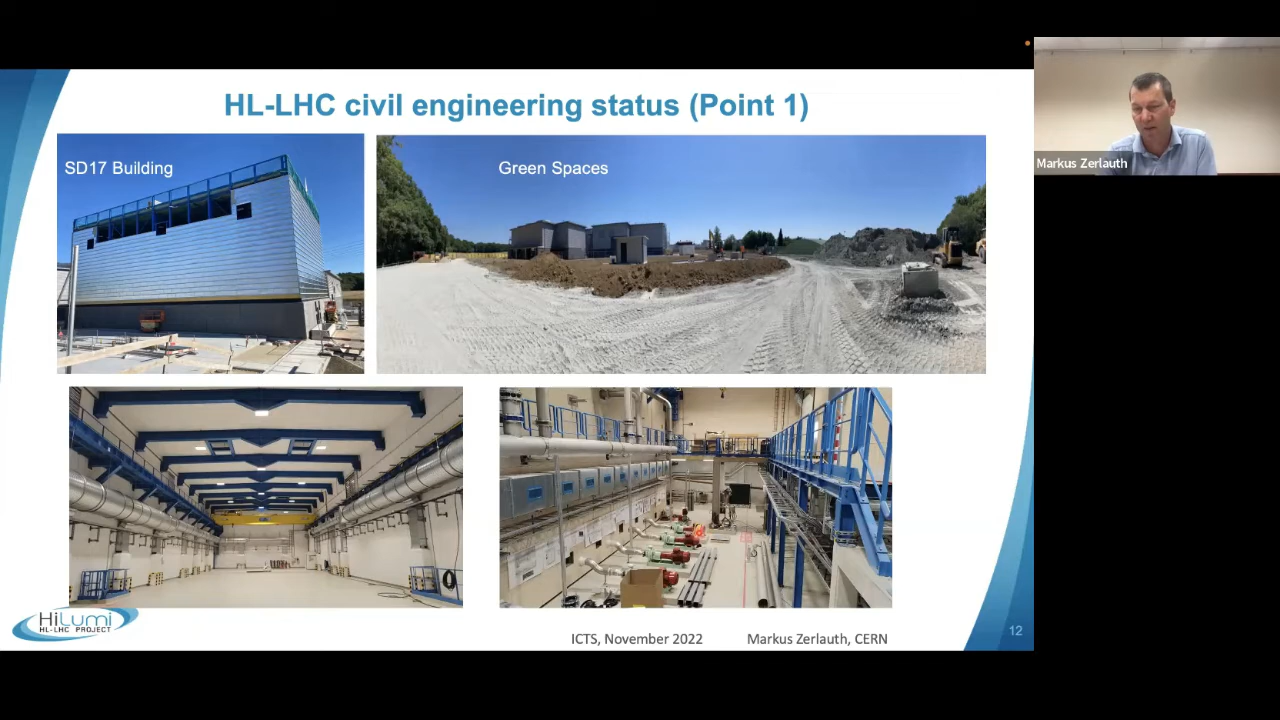 HL-LHC civil engineering status (Point 1)
SD17 Building
Green Spaces
Markus Zerlauth
HiLumi
HL-LHC PROJECT
ICTS, November 2022
Markus Zerlauth, CERN
12